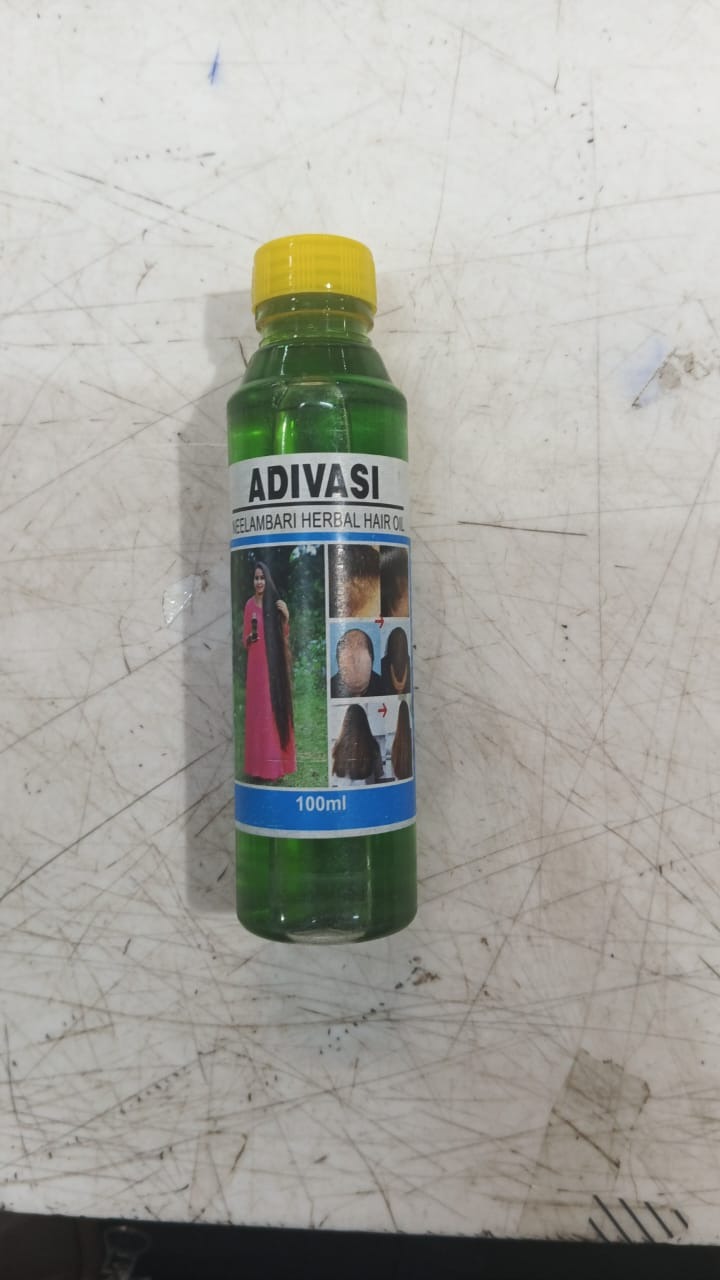 ADIVASI
NEELAMBARI HERBAL HAIR OIL
100ml